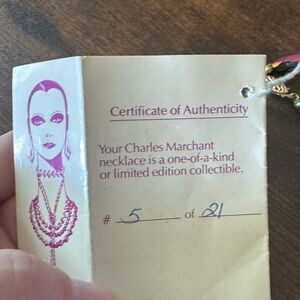 Certificate of Authenticity
Your Charles Marchant
necklace is a one-of-a-kind
or limited edition collectible.
# 5 of 21